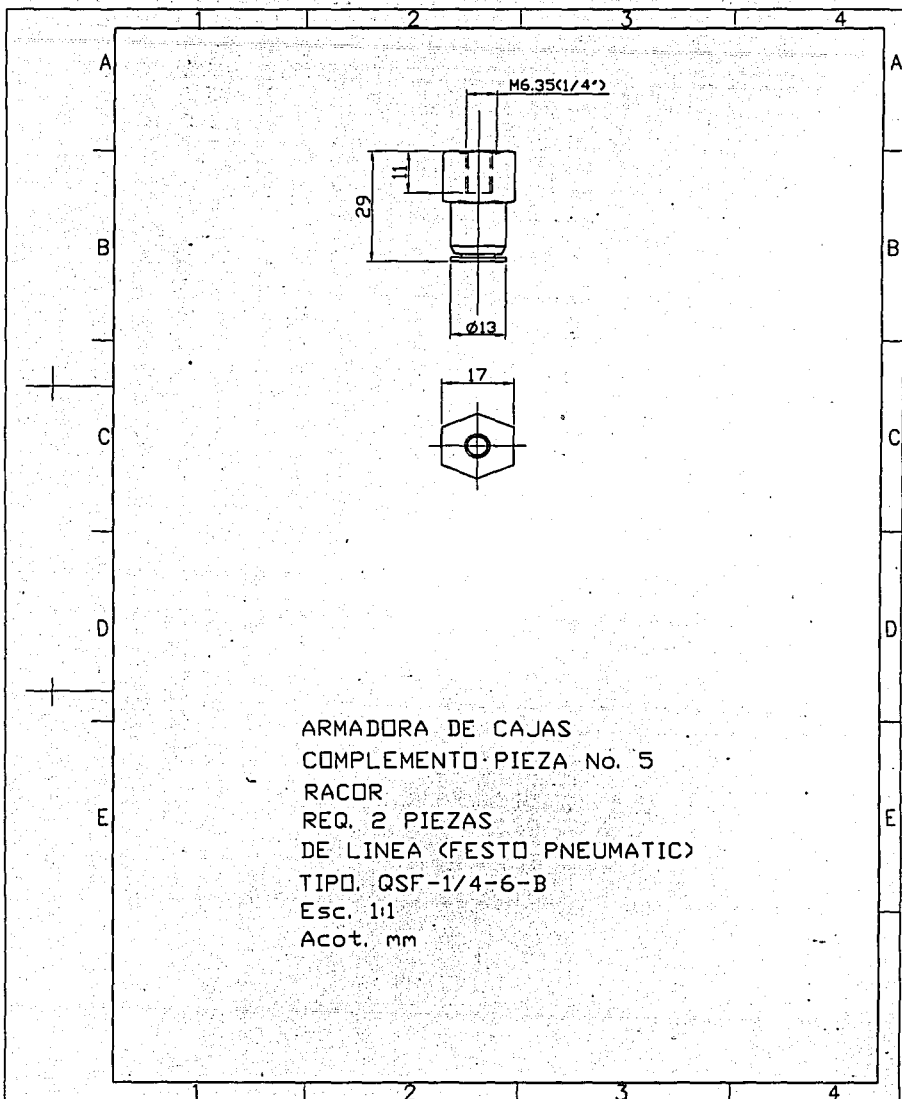 1 2 3 4
A A
M6.35(1/4")
11
29
B B
Ø13
17
C C
D D
ARMADORA DE CAJAS
COMPLEMENTO PIEZA No. 5
RACOR
E E
REQ. 2 PIEZAS
DE LINEA (FESTO PNEUMATIC)
TIPO. QSF-1/4-6-B
Esc. 1:1
Acot. mm
1 2 3 4